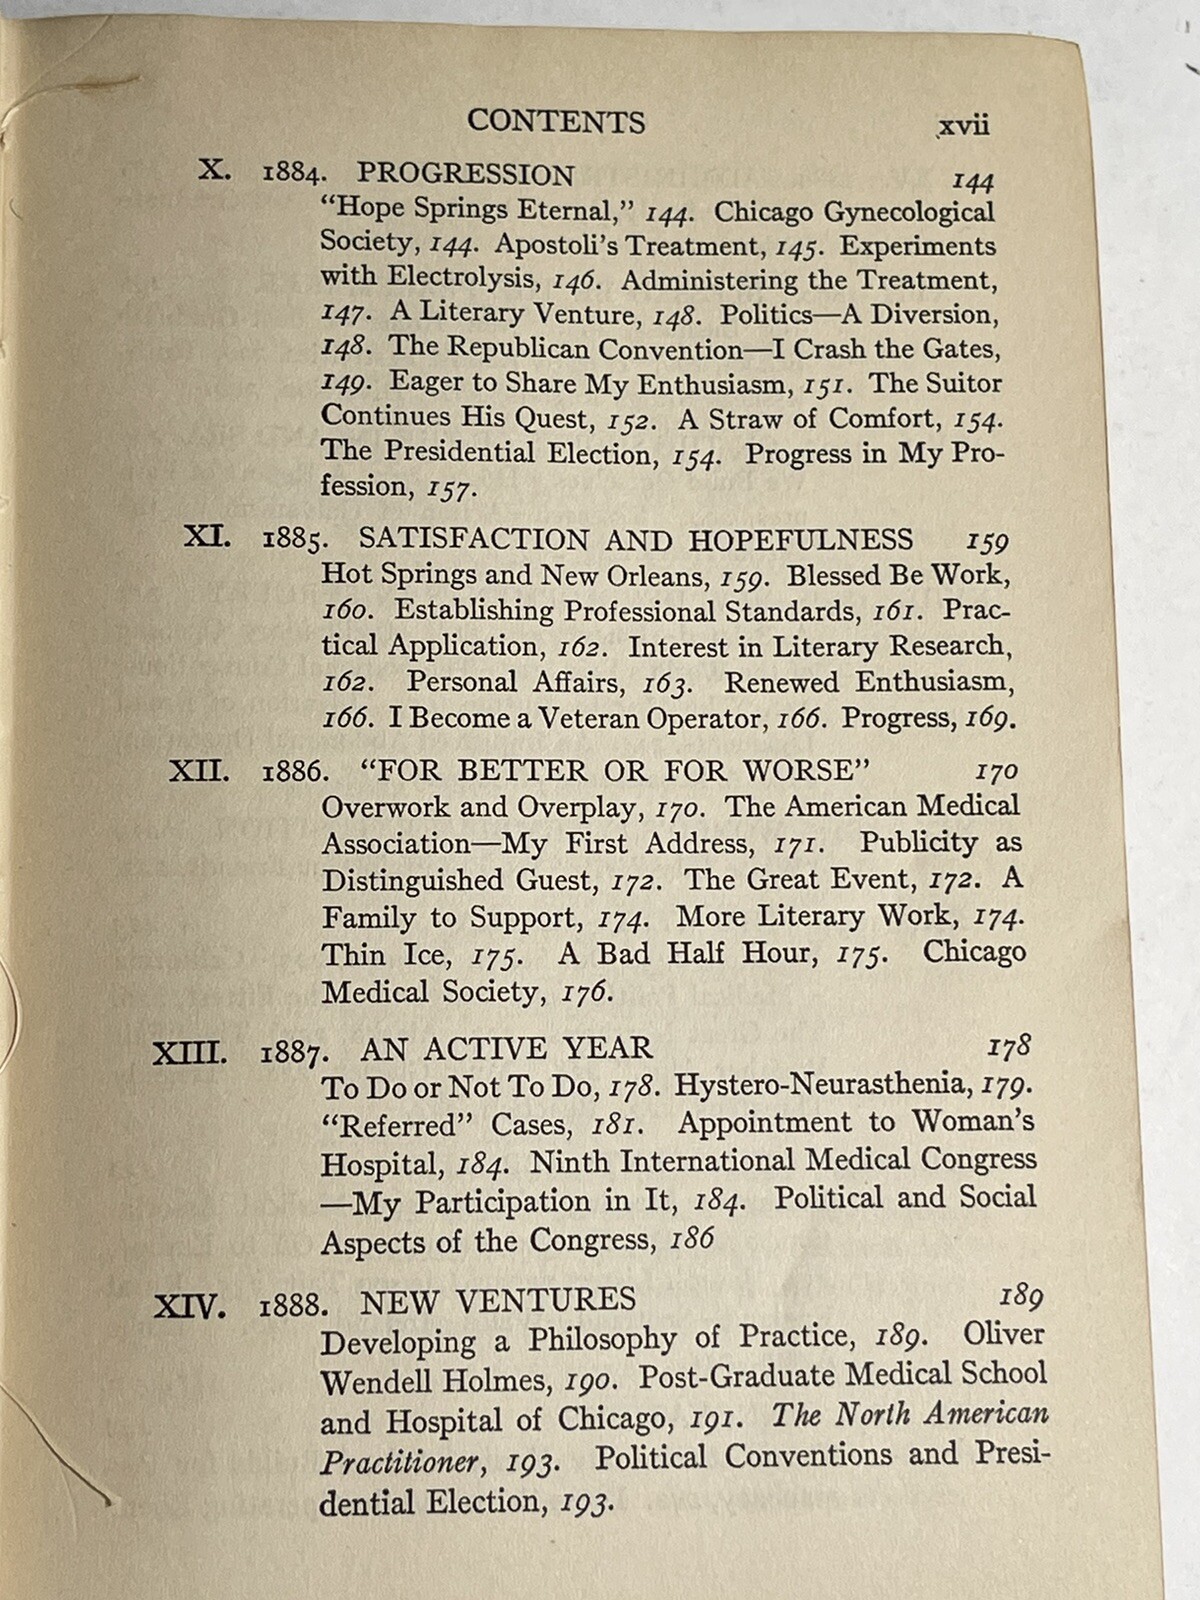 CONTENTS xvii
X. 1884. PROGRESSION 144
“Hope Springs Eternal,” 144. Chicago Gynecological
Society, 144. Apostoli’s Treatment, 145. Experiments
with Electrolysis, 146. Administering the Treatment,
147. A Literary Venture, 148. Politics—A Diversion,
148. The Republican Convention—I Crash the Gates,
149. Eager to Share My Enthusiasm, 151. The Suitor
Continues His Quest, 152. A Straw of Comfort, 154.
The Presidential Election, 154. Progress in My Pro-
fession, 157.
XI. 1885. SATISFACTION AND HOPEFULNESS 159
Hot Springs and New Orleans, 159. Blessed Be Work,
160. Establishing Professional Standards, 161. Prac-
tical Application, 162. Interest in Literary Research,
162. Personal Affairs, 163. Renewed Enthusiasm,
166. I Become a Veteran Operator, 166. Progress, 169.
XII. 1886. “FOR BETTER OR FOR WORSE” 170
Overwork and Overplay, 170. The American Medical
Association—My First Address, 171. Publicity as
Distinguished Guest, 172. The Great Event, 172. A
Family to Support, 174. More Literary Work, 174.
Thin Ice, 175. A Bad Half Hour, 175. Chicago
Medical Society, 176.
XIII. 1887. AN ACTIVE YEAR 178
To Do or Not To Do, 178. Hystero-Neurasthenia, 179.
“Referred” Cases, 181. Appointment to Woman’s
Hospital, 184. Ninth International Medical Congress
—My Participation in It, 184. Political and Social
Aspects of the Congress, 186
XIV. 1888. NEW VENTURES 189
Developing a Philosophy of Practice, 189. Oliver
Wendell Holmes, 190. Post-Graduate Medical School
and Hospital of Chicago, 191. The North American
Practitioner, 193. Political Conventions and Presi-
dential Election, 193.